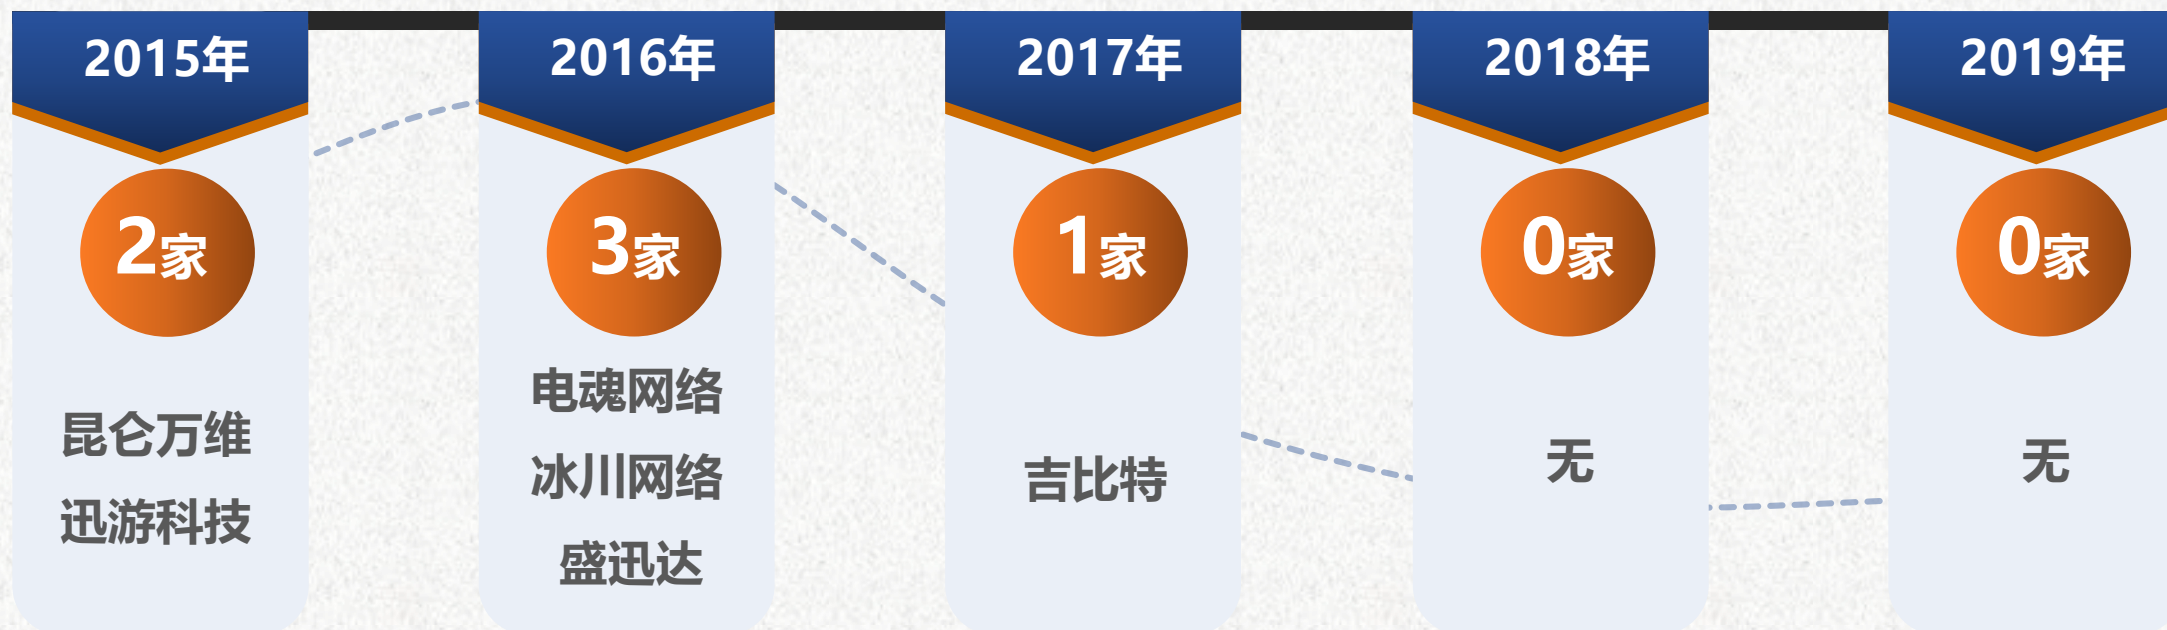 2015年
2家
昆仑万维
迅游科技
2016年
3家
电魂网络
冰川网络
盛迅达
2017年
1家
吉比特
2018年
0家
无
2019年
0家
无